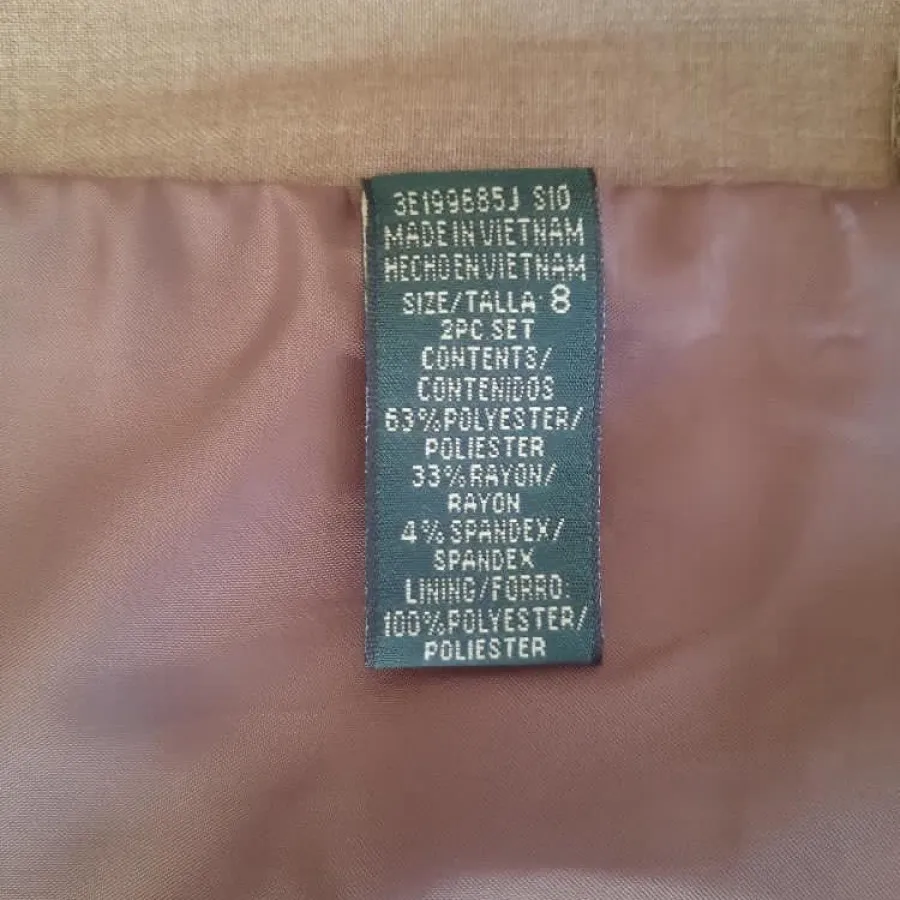 3E199685J S10
MADE IN VIETNAM
HECHO EN VIETNAM
SIZE/TALLA: 8
2PC SET
CONTENTS/
CONTENIDOS
63%POLYESTER/
POLIESTER
33%RAYON/
RAYON
4%SPANDEX/
SPANDEX
LINING/FORRO:
100%POLYESTER/
POLIESTER